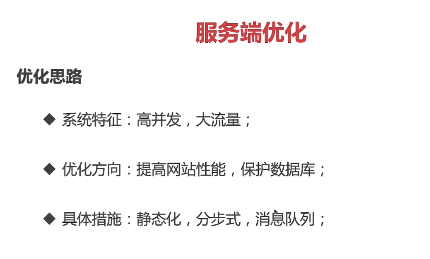 服务端优化
优化思路
◆ 系统特征：高并发，大流量；
◆ 优化方向：提高网站性能，保护数据库；
◆ 具体措施：静态化，分步式，消息队列；